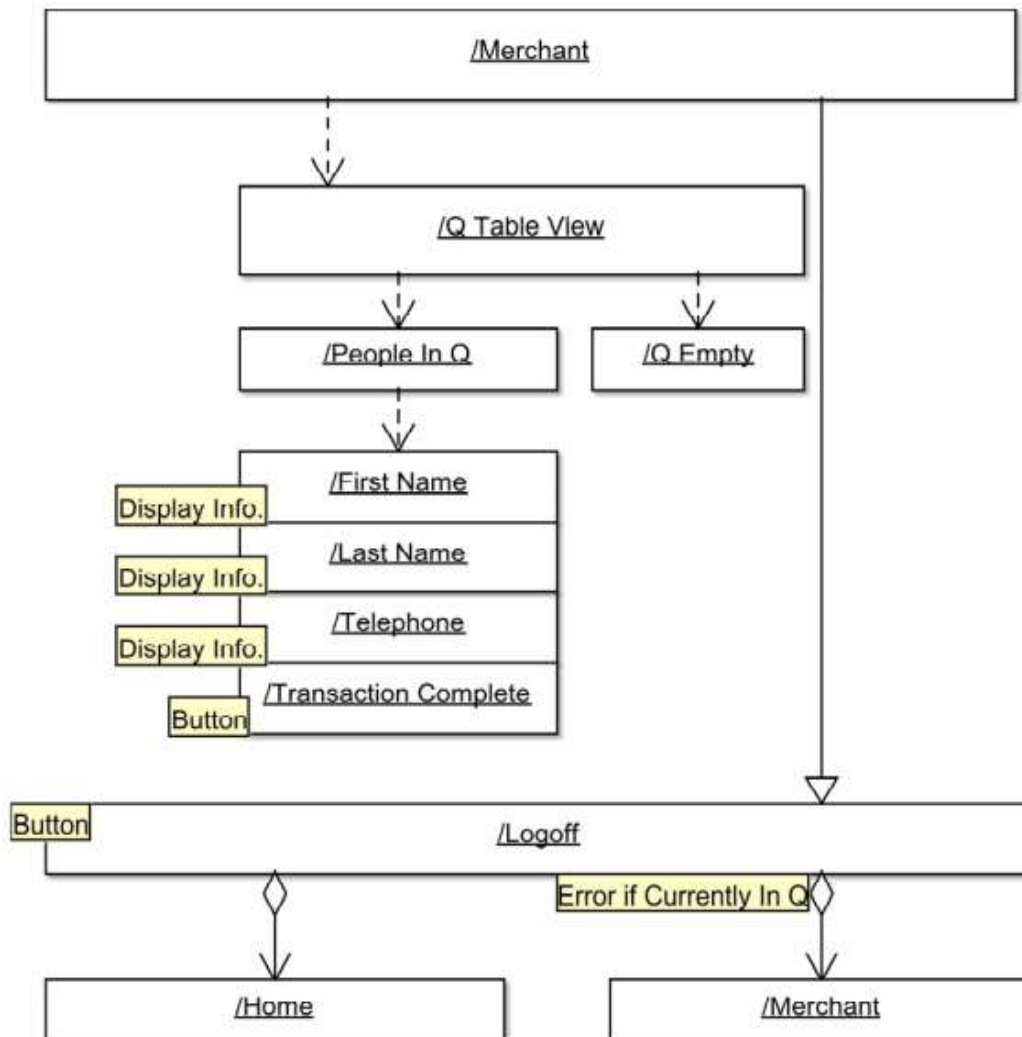 /Merchant
/Q Table View
/People In Q
/Q Empty
/First Name
Display Info.
/Last Name
Display Info.
/Telephone
Display Info.
/Transaction Complete
Button
Button
/Logoff
Error if Currently In Q
/Home
/Merchant